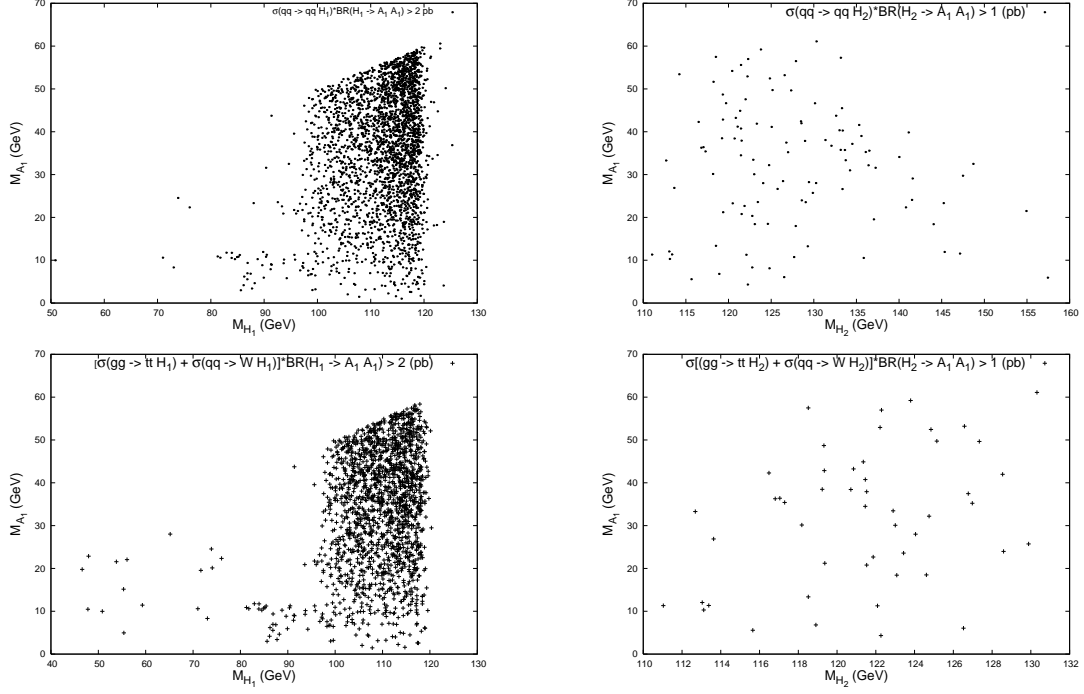 σ(qq -> qq H1)*BR(H1 -> A1 A1) > 2 pb
70
60
50
40
30
20
10
0
MA1 (GeV)
50 60 70 80 90 100 110 120 130
MH1 (GeV)
σ(qq -> qq H2)*BR(H2 -> A1 A1) > 1 (pb)
70
60
50
40
30
20
10
0
MA1 (GeV)
110 115 120 125 130 135 140 145 150 155 160
MH2 (GeV)
[σ(gg -> tt H1) + σ(qq -> W H1)]*BR(H1 -> A1 A1) > 2 (pb)
70
60
50
40
30
20
10
0
MA1 (GeV)
40 50 60 70 80 90 100 110 120 130
MH1 (GeV)
σ[(gg -> tt H2) + σ(qq -> W H2)]*BR(H2 -> A1 A1) > 1 (pb)
70
60
50
40
30
20
10
0
MA1 (GeV)
110 112 114 116 118 120 122 124 126 128 130 132
MH2 (GeV)